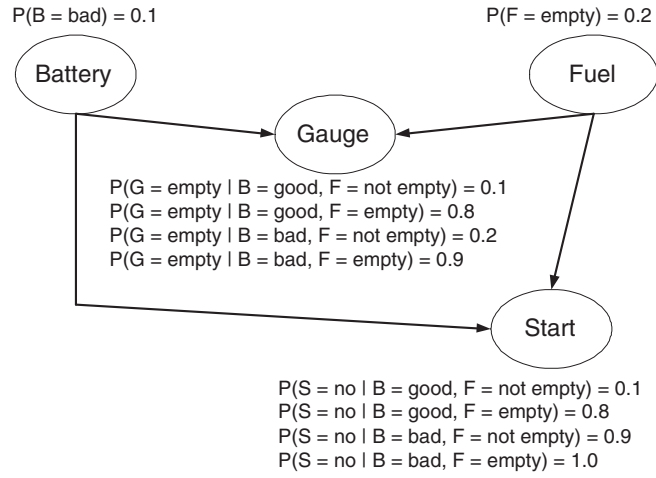 P(B = bad) = 0.1
P(F = empty) = 0.2
Battery
Fuel
Gauge
P(G = empty | B = good, F = not empty) = 0.1
P(G = empty | B = good, F = empty) = 0.8
P(G = empty | B = bad, F = not empty) = 0.2
P(G = empty | B = bad, F = empty) = 0.9
Start
P(S = no | B = good, F = not empty) = 0.1
P(S = no | B = good, F = empty) = 0.8
P(S = no | B = bad, F = not empty) = 0.9
P(S = no | B = bad, F = empty) = 1.0